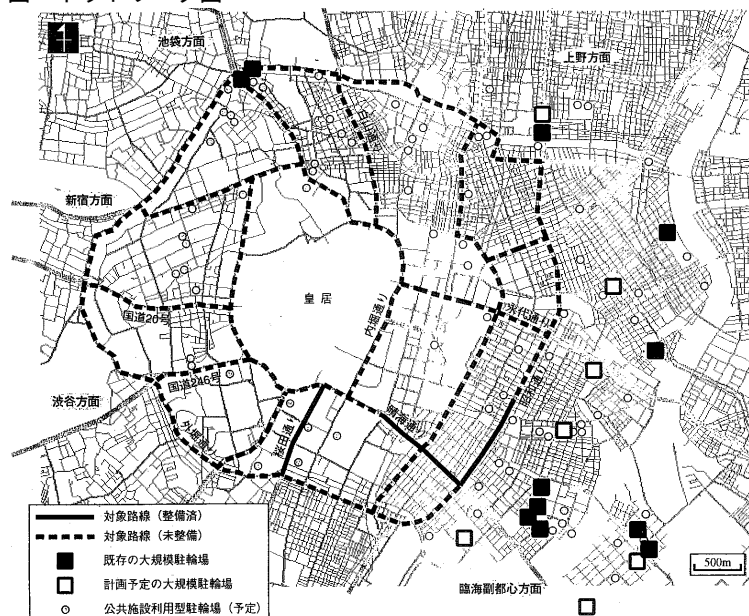 池袋方面
上野方面
新宿方面
皇居
内堀通り
永代通り
国道20号
国道246号
渋谷方面
外堀通り
桜田通り
晴海通り
対象路線(整備済)
対象路線(未整備)
既存の大規模駐輪場
計画予定の大規模駐輪場
公共施設利用型駐輪場(予定)
臨海副都心方面
500m